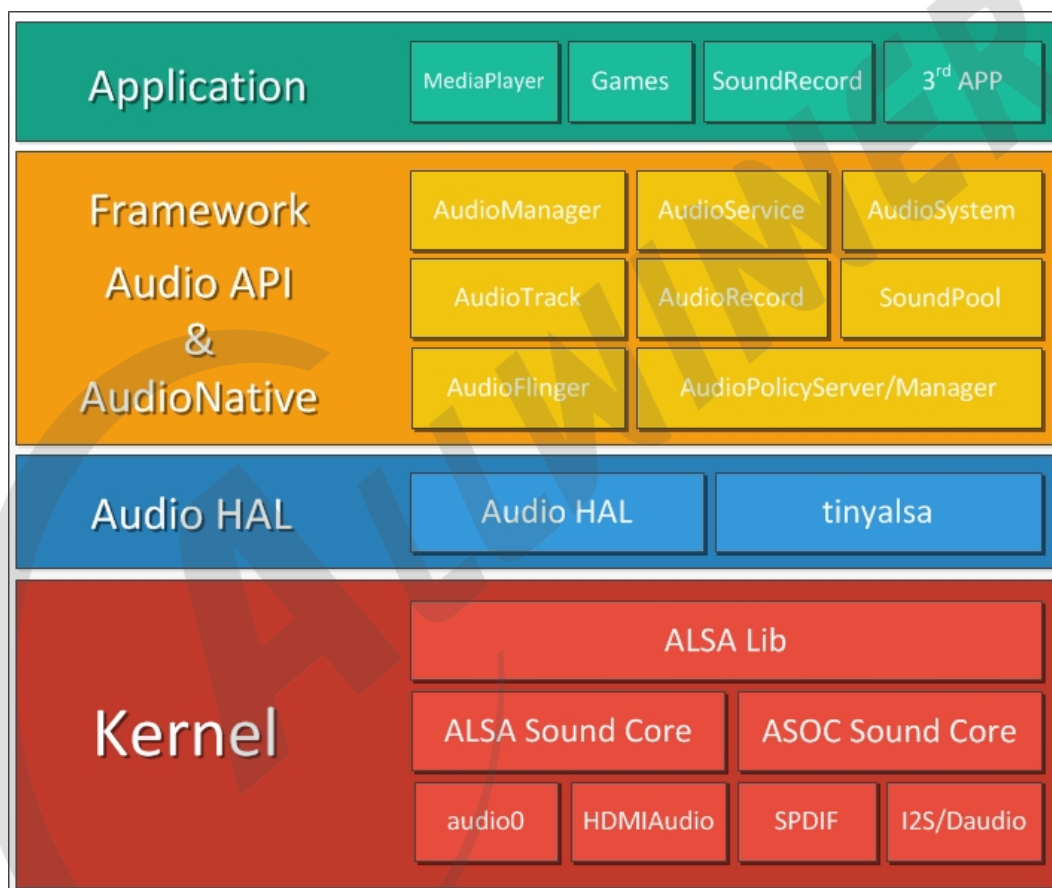 Application
MediaPlayer
Games
SoundRecord
3rd APP
Framework
Audio API
&
AudioNative
AudioManager
AudioService
AudioSystem
AudioTrack
AudioRecord
SoundPool
AudioFlinger
AudioPolicyServer/Manager
Audio HAL
Audio HAL
tinyalsa
Kernel
ALSA Lib
ALSA Sound Core
ASOC Sound Core
audio0
HDMIAudio
SPDIF
I2S/Daudio
ALLWINNER